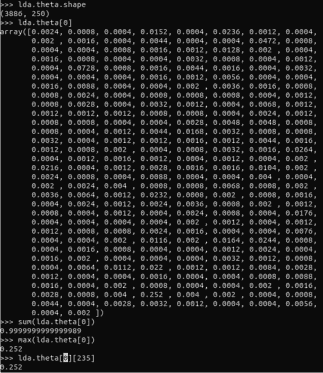 >>> lda.theta.shape
(3886, 250)
>>> lda.theta[0]
array([0.0024, 0.0008, 0.0004, 0.0152, 0.0004, 0.0236, 0.0012, 0.0004,
0.002 , 0.0016, 0.0004, 0.0044, 0.0004, 0.0004, 0.0472, 0.0008,
0.0004, 0.0004, 0.0008, 0.0016, 0.0012, 0.0128, 0.002 , 0.0004,
0.0016, 0.0008, 0.0004, 0.0004, 0.0032, 0.0008, 0.0004, 0.0012,
0.0004, 0.0728, 0.0008, 0.0016, 0.0044, 0.0016, 0.0004, 0.0032,
0.0004, 0.0004, 0.0004, 0.0016, 0.0012, 0.0056, 0.0004, 0.0004,
0.0016, 0.0088, 0.0004, 0.0004, 0.002 , 0.0036, 0.0016, 0.0008,
0.0008, 0.0024, 0.0004, 0.0008, 0.0008, 0.0008, 0.0004, 0.0012,
0.0008, 0.0028, 0.0004, 0.0032, 0.0012, 0.0004, 0.0068, 0.0012,
0.0012, 0.0012, 0.0012, 0.0008, 0.0008, 0.0004, 0.0024, 0.0012,
0.0008, 0.0008, 0.0004, 0.0004, 0.0028, 0.0048, 0.0048, 0.0008,
0.0008, 0.0004, 0.0012, 0.0044, 0.0168, 0.0032, 0.0008, 0.0008,
0.0032, 0.0004, 0.0012, 0.0012, 0.0016, 0.0012, 0.0044, 0.0016,
0.0012, 0.0008, 0.002 , 0.0004, 0.0008, 0.0032, 0.0016, 0.0264,
0.0004, 0.0012, 0.0016, 0.0012, 0.0004, 0.0012, 0.0004, 0.002 ,
0.0216, 0.0004, 0.0012, 0.0028, 0.0016, 0.0016, 0.0104, 0.002 ,
0.0024, 0.0008, 0.0004, 0.0088, 0.0004, 0.0004, 0.004 , 0.0004,
0.002 , 0.0024, 0.004 , 0.0008, 0.0008, 0.0068, 0.0008, 0.002 ,
0.0036, 0.0064, 0.0012, 0.0232, 0.0008, 0.002 , 0.0008, 0.0016,
0.0004, 0.0024, 0.0012, 0.0024, 0.0036, 0.0008, 0.002 , 0.0012,
0.0008, 0.0004, 0.0012, 0.0004, 0.0024, 0.0008, 0.0004, 0.0176,
0.0004, 0.0004, 0.0004, 0.0004, 0.002 , 0.0012, 0.0004, 0.0012,
0.0012, 0.0008, 0.0008, 0.0024, 0.0016, 0.0004, 0.0004, 0.0076,
0.0004, 0.0004, 0.002 , 0.0116, 0.002 , 0.0164, 0.0244, 0.0008,
0.0004, 0.0016, 0.0008, 0.0004, 0.0004, 0.0012, 0.0024, 0.0004,
0.0016, 0.002 , 0.0004, 0.0004, 0.0004, 0.0032, 0.0012, 0.0008,
0.0004, 0.0064, 0.0112, 0.022 , 0.0012, 0.0012, 0.0084, 0.0028,
0.0012, 0.0004, 0.0004, 0.0016, 0.0004, 0.0004, 0.0008, 0.0088,
0.0016, 0.0004, 0.002 , 0.0008, 0.0004, 0.0004, 0.002 , 0.0016,
0.0028, 0.0008, 0.004 , 0.252 , 0.004 , 0.002 , 0.0004, 0.0008,
0.0044, 0.0004, 0.0028, 0.0032, 0.0012, 0.0004, 0.0004, 0.0056,
0.0004, 0.002 ])
>>> sum(lda.theta[0])
0.9999999999999989
>>> max(lda.theta[0])
0.252
>>> lda.theta[0][235]
0.252